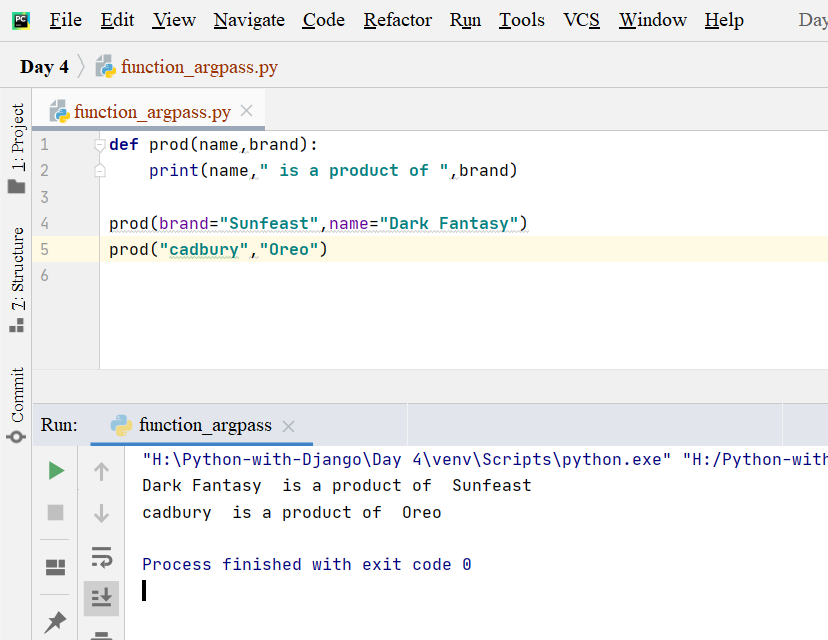 PC File Edit View Navigate Code Refactor Run Tools VCS Window Help Day
Day 4 function_argpass.py
function_argpass.py
1: Project
7: Structure
Commit
1 def prod(name,brand):
2 print(name," is a product of ",brand)
3
4 prod(brand="Sunfeast",name="Dark Fantasy")
5 prod("cadbury","Oreo")
6
Run: function_argpass
"H:\Python-with-Django\Day 4\venv\Scripts\python.exe" "H:/Python-with
Dark Fantasy  is a product of  Sunfeast
cadbury  is a product of  Oreo
Process finished with exit code 0